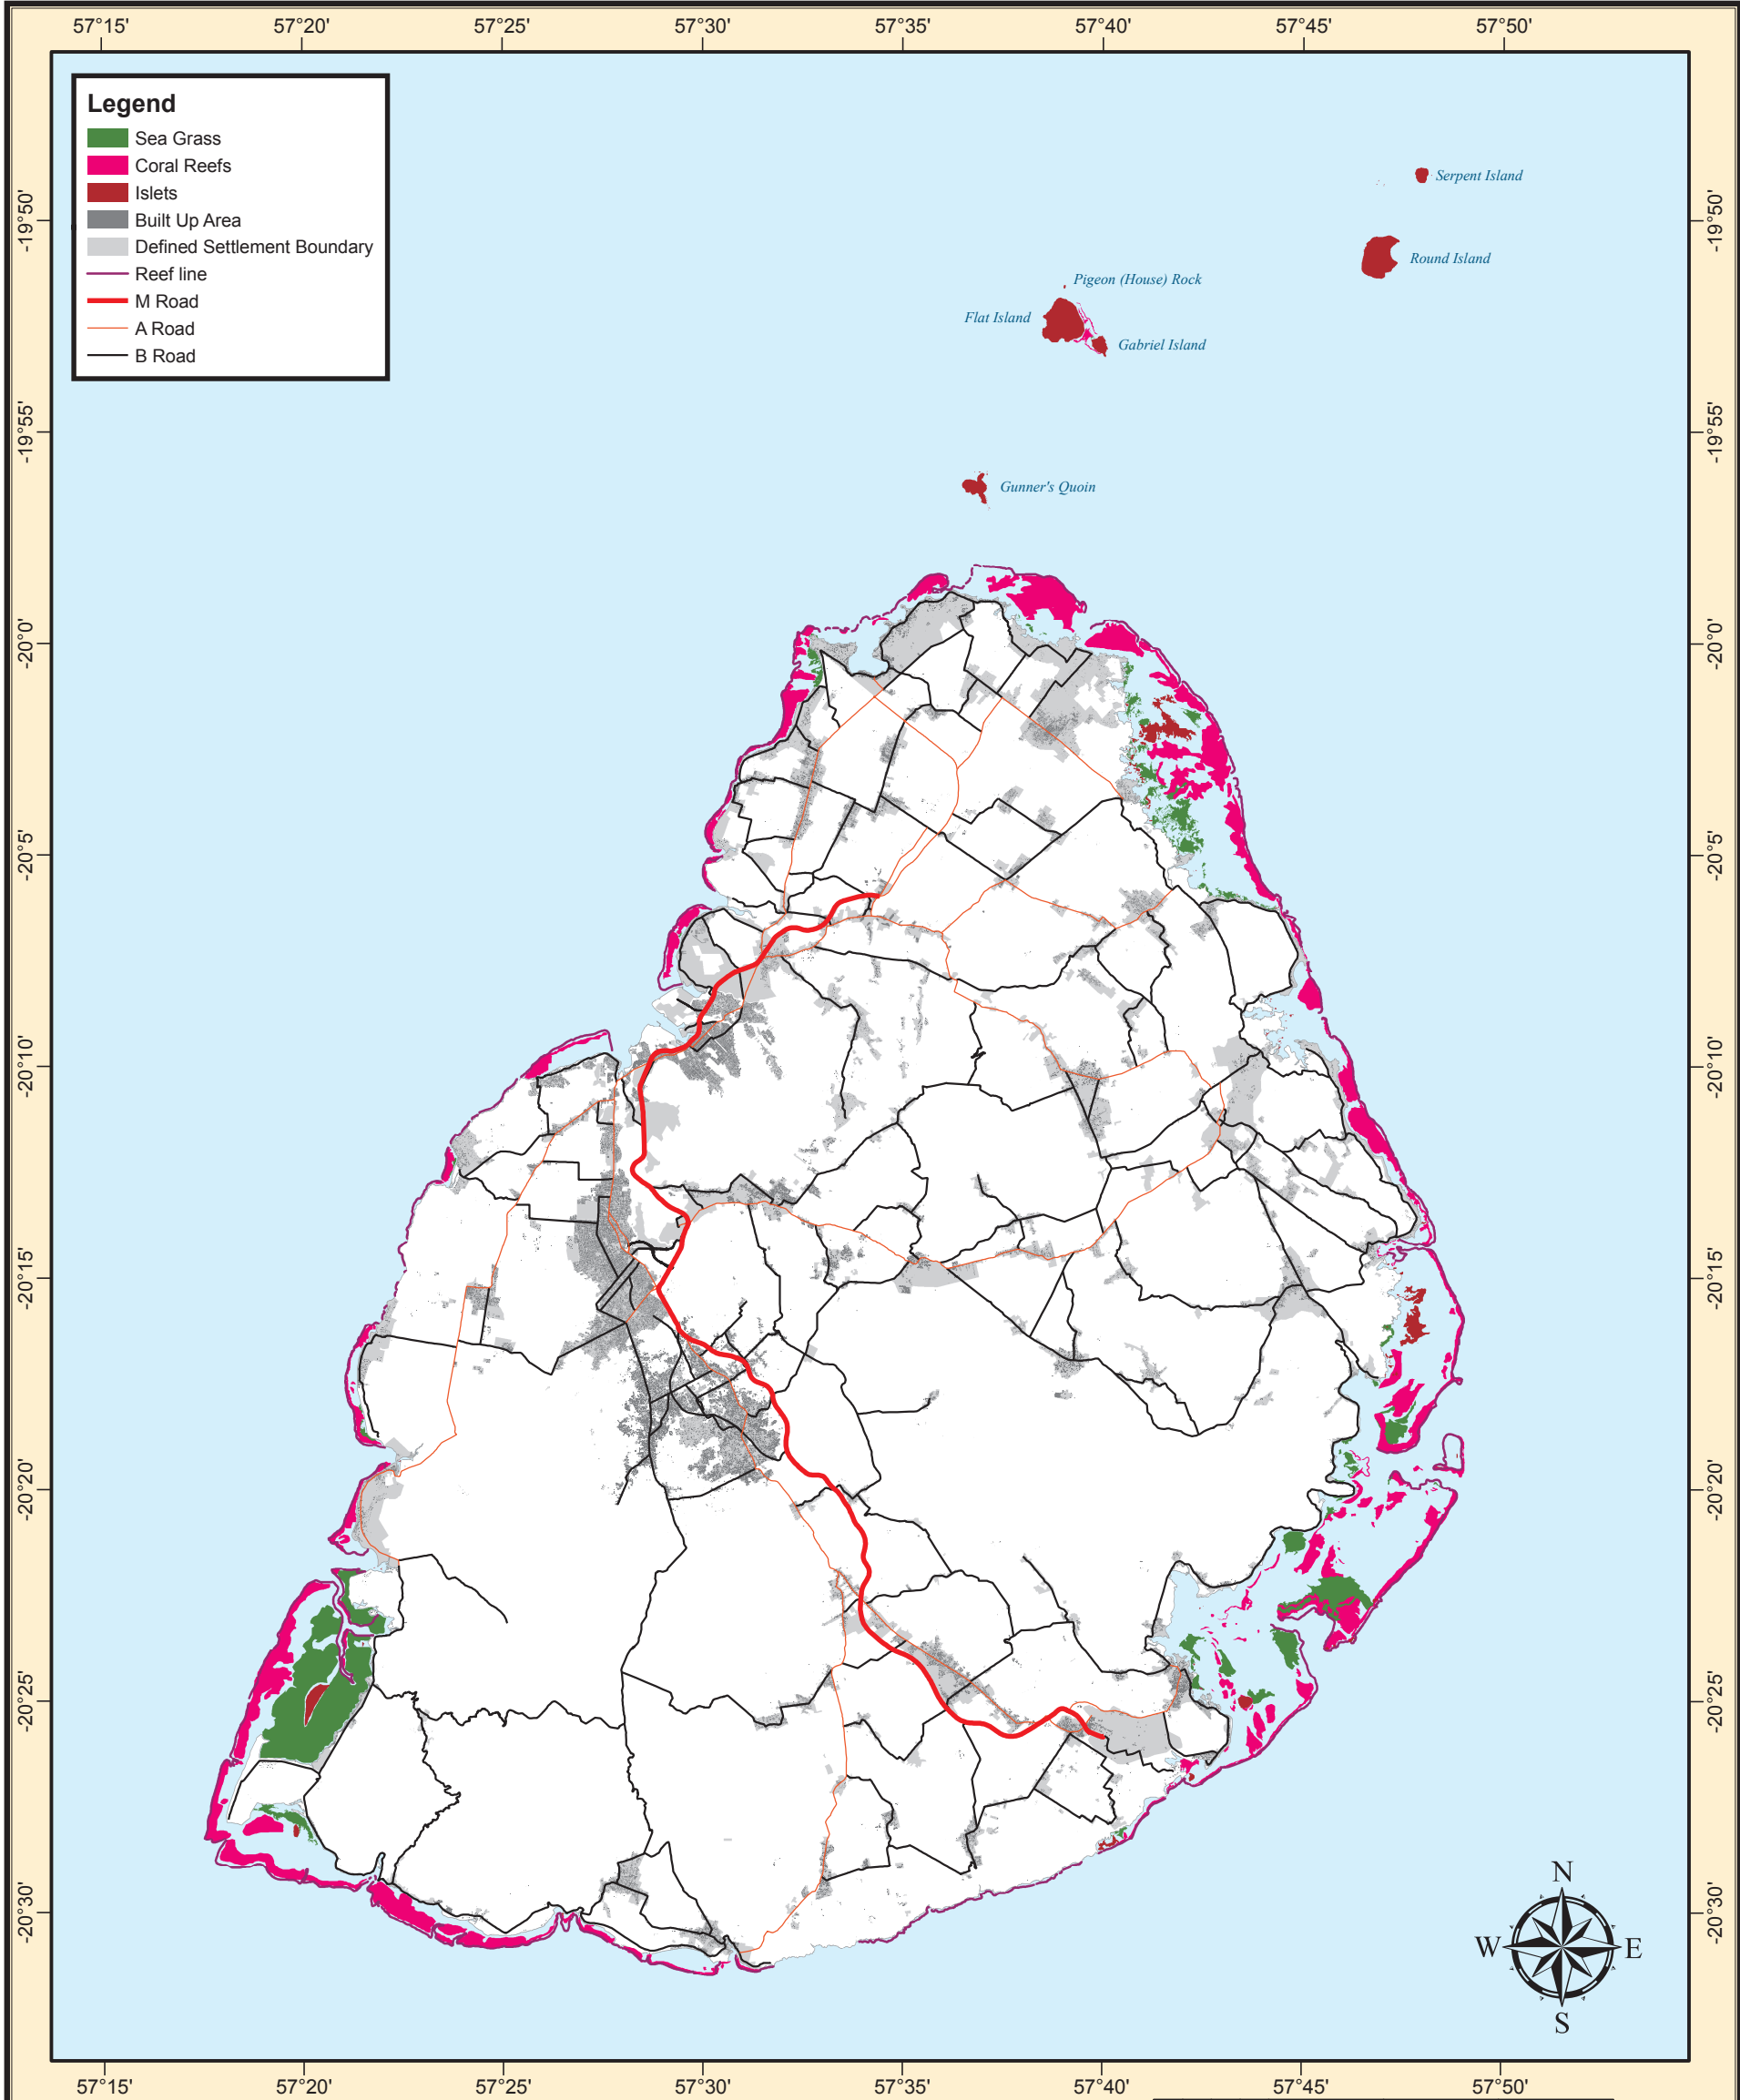 57°15' 57°20' 57°25' 57°30' 57°35' 57°40' 57°45' 57°50'
Legend
Sea Grass
Coral Reefs
Islets
Built Up Area
Defined Settlement Boundary
Reef line
M Road
A Road
B Road
Serpent Island
-19°50' -19°50'
Round Island
Pigeon (House) Rock
Flat Island
Gabriel Island
-19°55' -19°55'
Gunner's Quoin
-20°0' -20°0'
-20°5' -20°5'
-20°10' -20°10'
-20°15' -20°15'
-20°20' -20°20'
-20°25' -20°25'
-20°30' -20°30'
N
W E
S
57°15' 57°20' 57°25' 57°30' 57°35' 57°40' 57°45' 57°50'